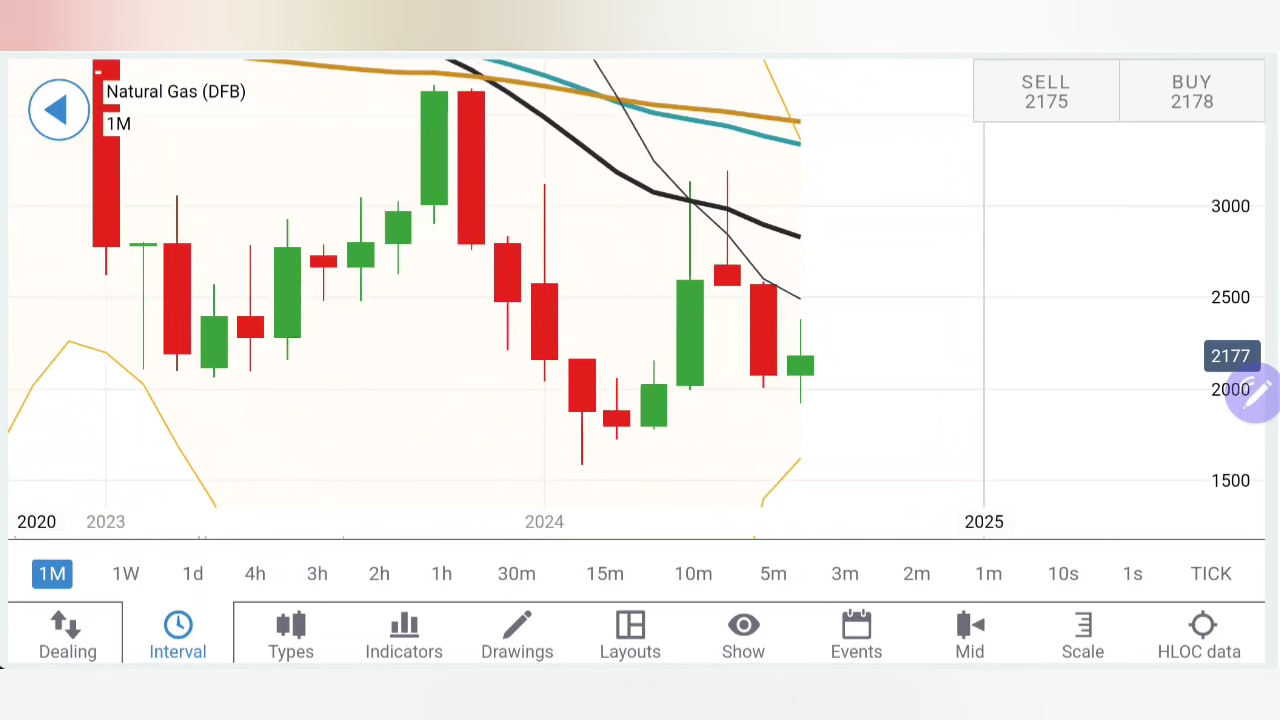 Natural Gas (DFB)
1M
SELL
2175
BUY
2178
3000
2500
2177
2000
1500
2020 2023 2024 2025
1M 1W 1d 4h 3h 2h 1h 30m 15m 10m 5m 3m 2m 1m 10s 1s TICK
Dealing Interval Types Indicators Drawings Layouts Show Events Mid Scale HLOC data